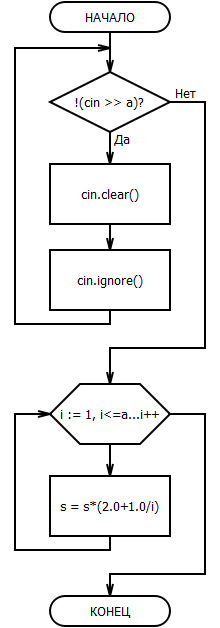 НАЧАЛО
!(cin >> a)?
Нет
Да
cin.clear()
cin.ignore()
i := 1, i<=a...i++
s = s*(2.0+1.0/i)
КОНЕЦ